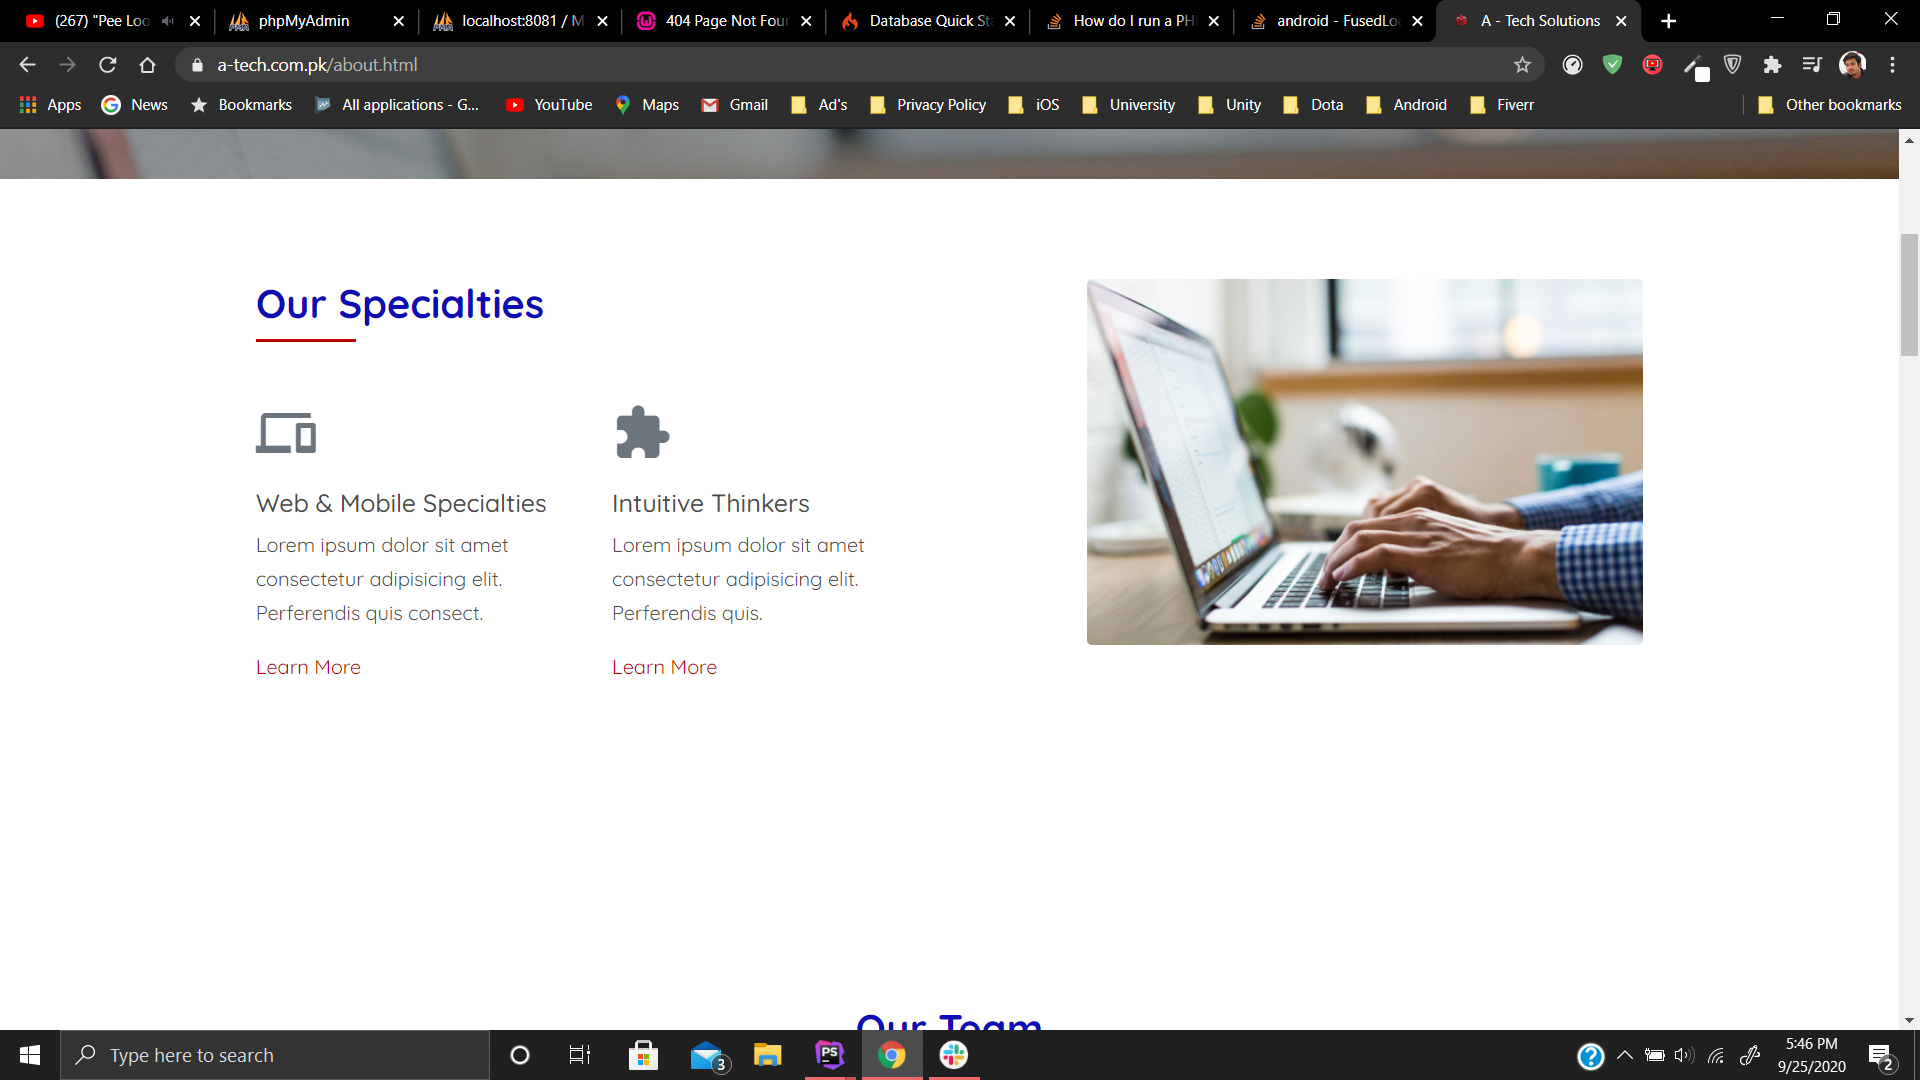 (267) "Pee Loo
phpMyAdmin
localhost:8081 / M
404 Page Not Four
Database Quick Sta
How do I run a PH
android - FusedLoc
A - Tech Solutions
a-tech.com.pk/about.html
Apps
News
Bookmarks
All applications - G...
YouTube
Maps
Gmail
Ad's
Privacy Policy
iOS
University
Unity
Dota
Android
Fiverr
Other bookmarks
Our Specialties
Web & Mobile Specialties
Lorem ipsum dolor sit amet
consectetur adipisicing elit.
Perferendis quis consect.
Learn More
Intuitive Thinkers
Lorem ipsum dolor sit amet
consectetur adipisicing elit.
Perferendis quis.
Learn More
Our Team
Type here to search
3
PS
5:46 PM
9/25/2020
2